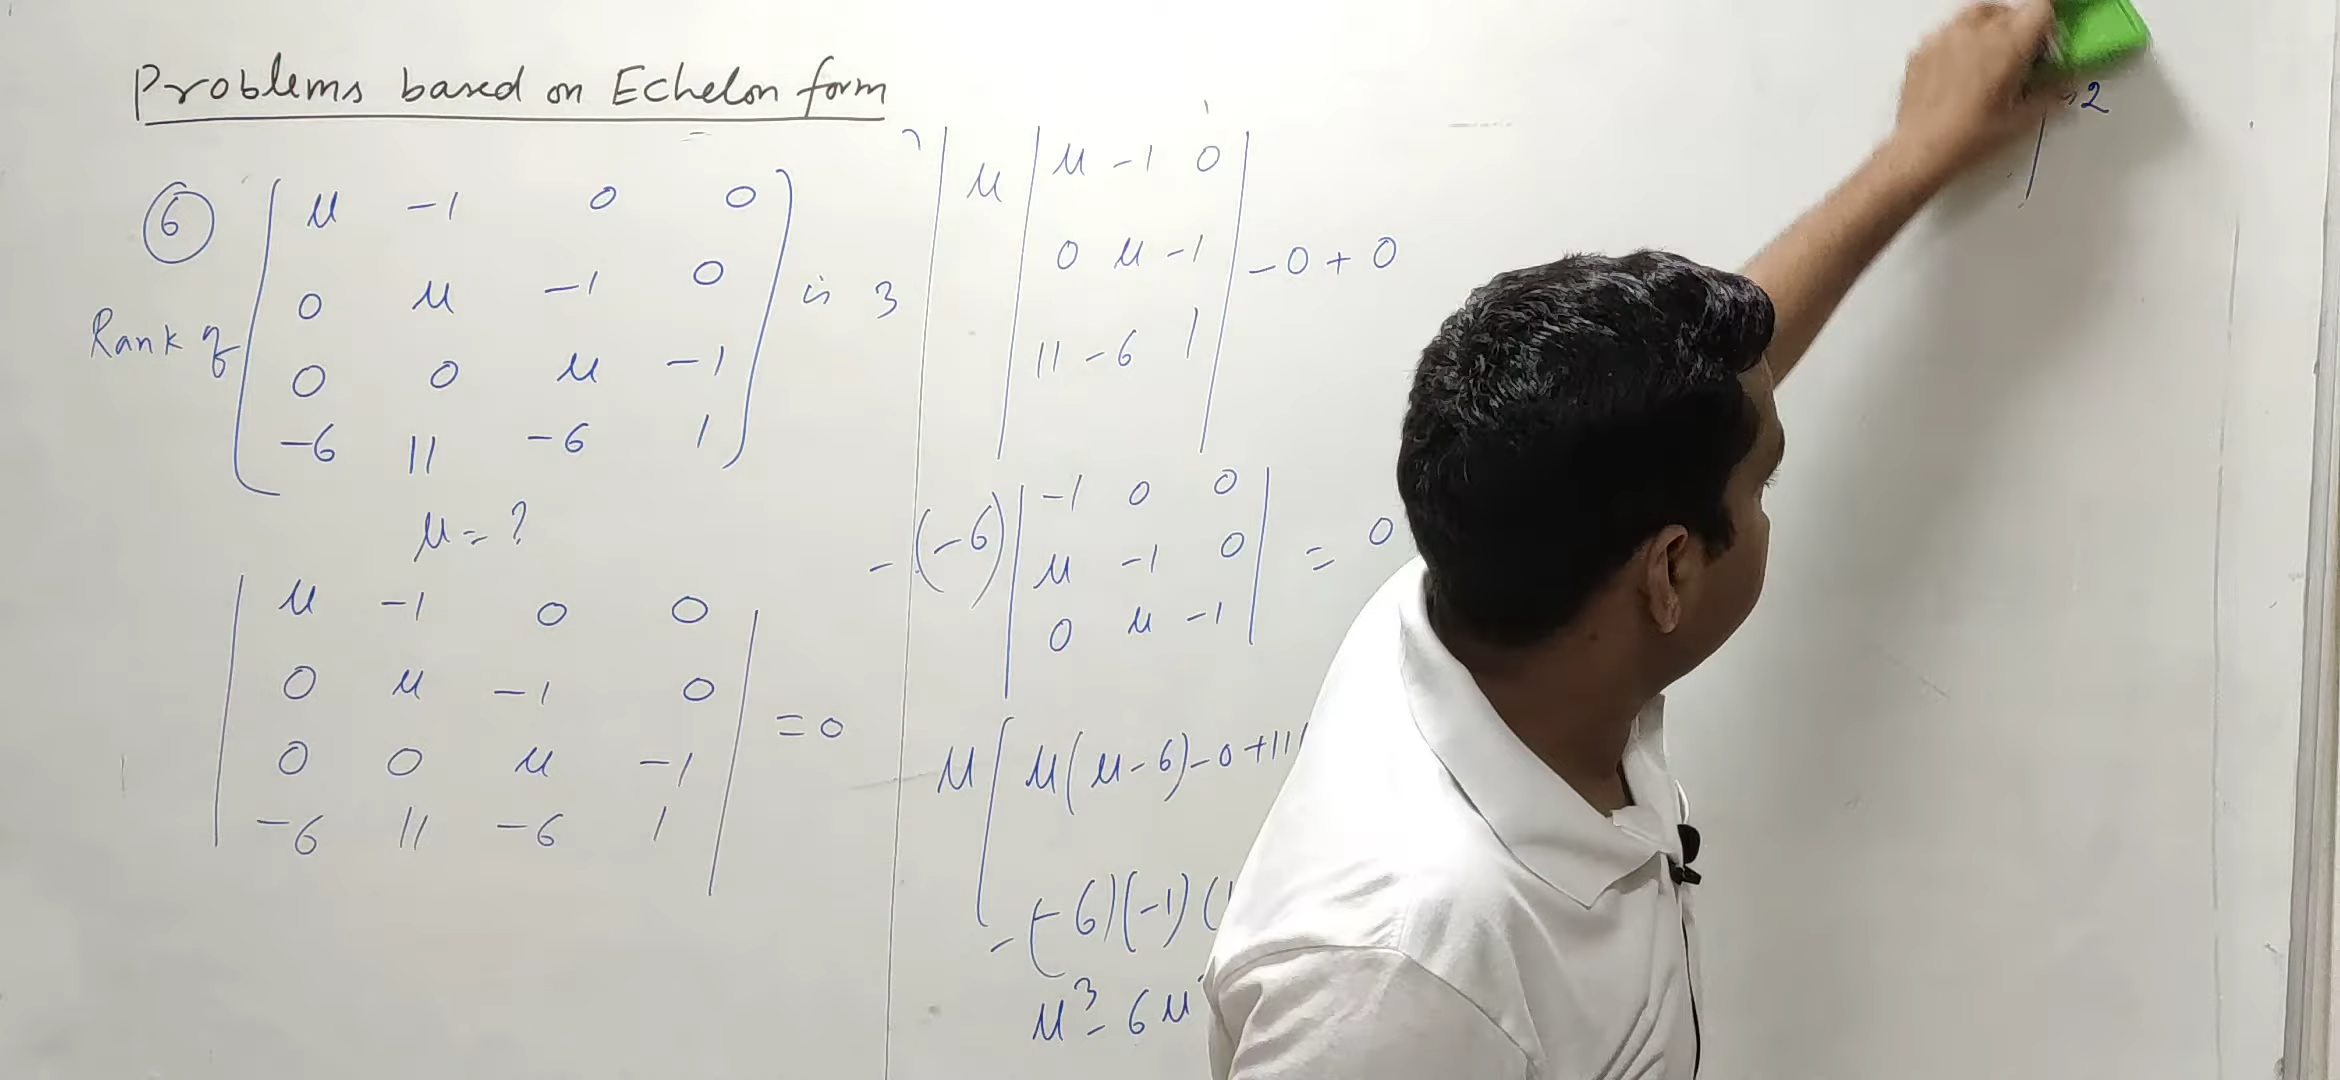 Problems based on Echelon form
6
Rank of
μ -1 0 0
0 μ -1 0
0 0 μ -1
-6 11 -6 1
is 3
μ = ?
μ -1 0 0
0 μ -1 0
0 0 μ -1
-6 11 -6 1
= 0
μ | μ -1 0 |
| 0 μ -1 | - 0 + 0
| 11 -6 1 |
- (-6) | -1 0 0 |
| μ -1 0 | = 0
| 0 μ -1 |
μ [ μ(μ-6)-0+11
-(-6)(-1)(
μ³ - 6μ
2